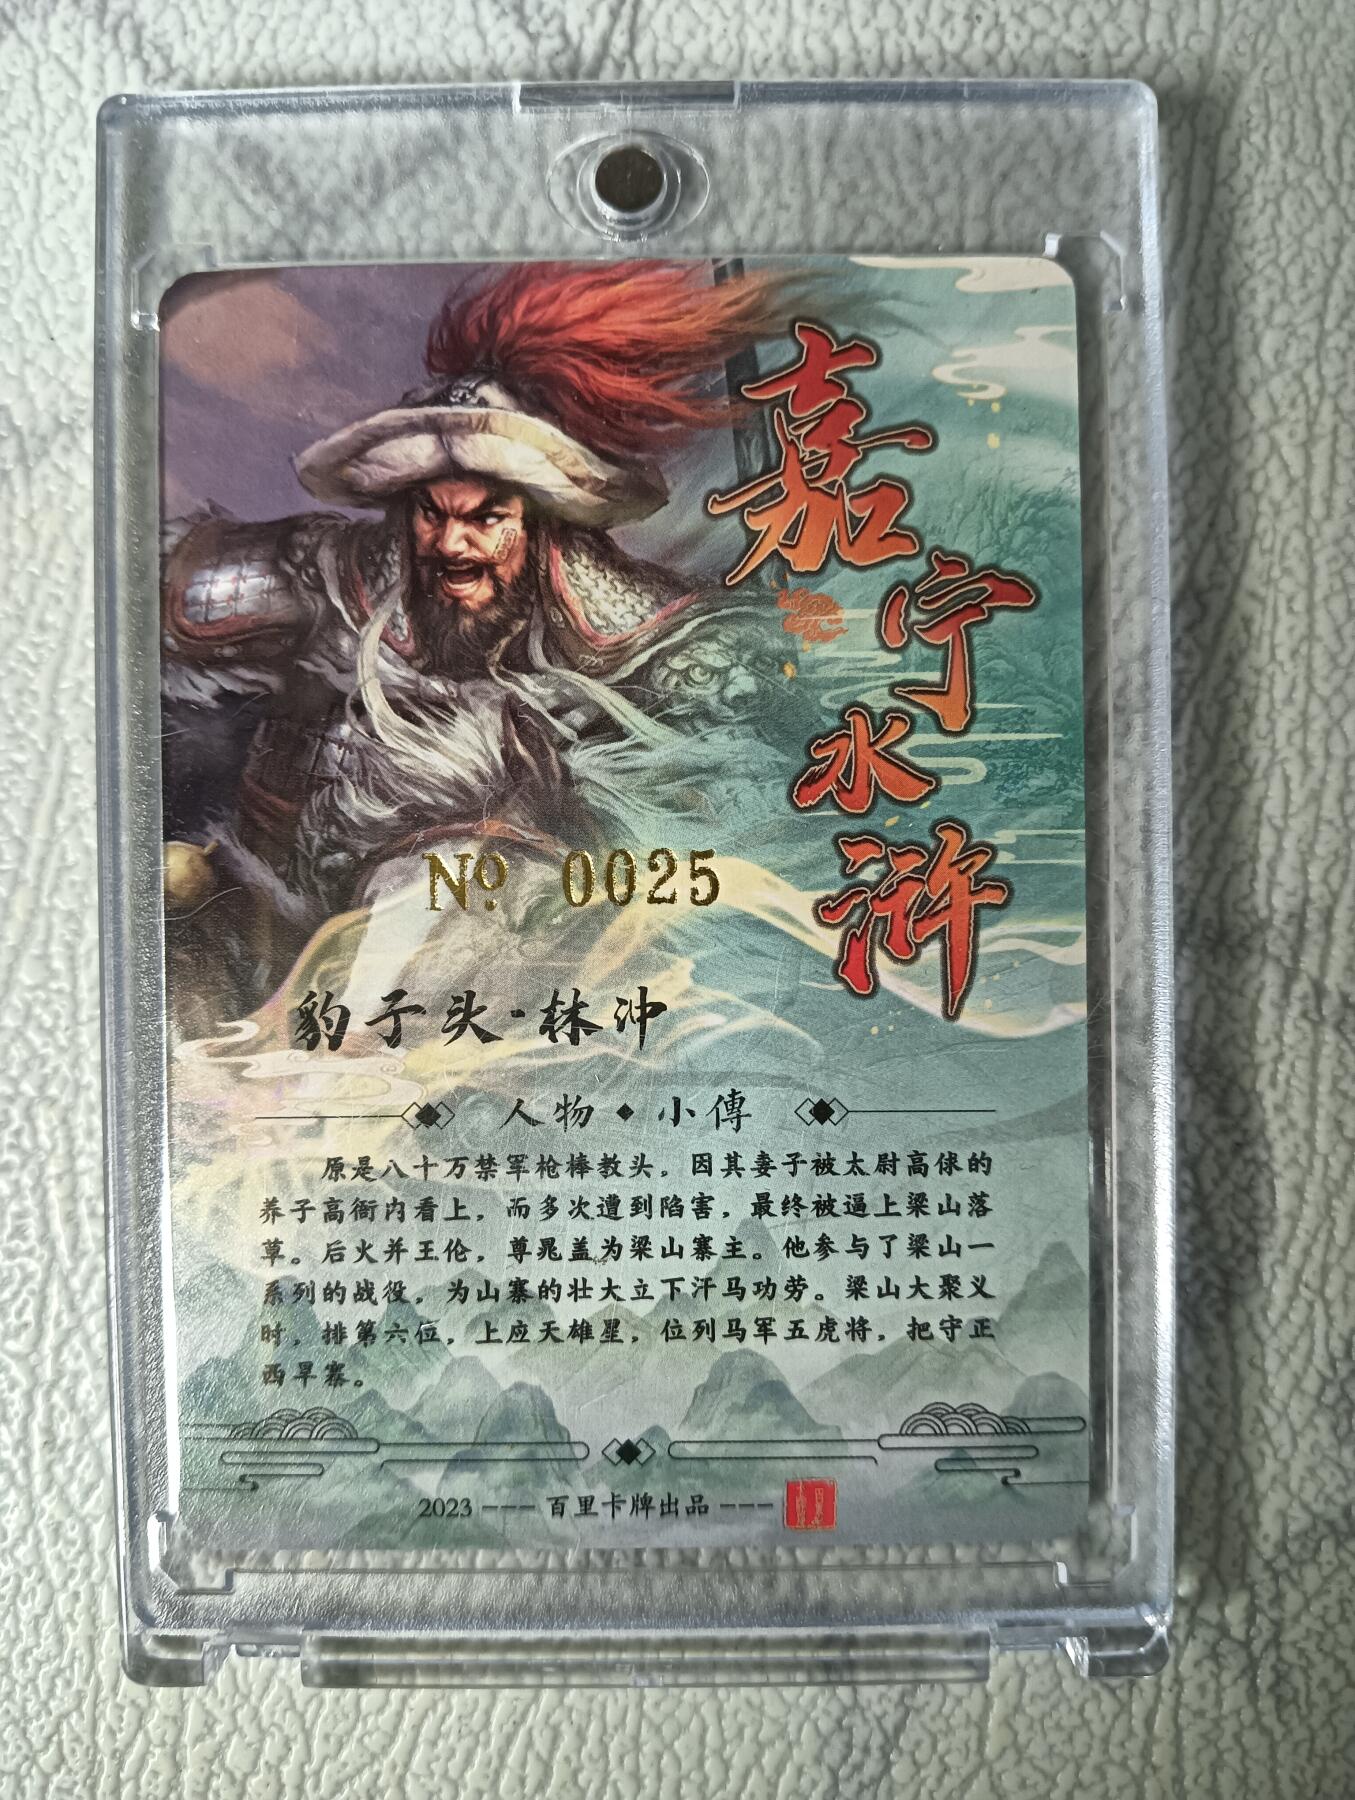 嘉宁水浒
№ 0025
豹子头·林冲
人物◆小傳
原是八十万禁军枪棒教头，因其妻子被太尉高俅的
养子高衙内看上，而多次遭到陷害，最终被逼上梁山落
草。后火并王伦，尊晁盖为梁山寨主。他参与了梁山一
系列的战役，为山寨的壮大立下汗马功劳。梁山大聚义
时，排第六位，上应天雄星，位列马军五虎将，把守正
西旱寨。
2023 --- 百里卡牌出品 ---